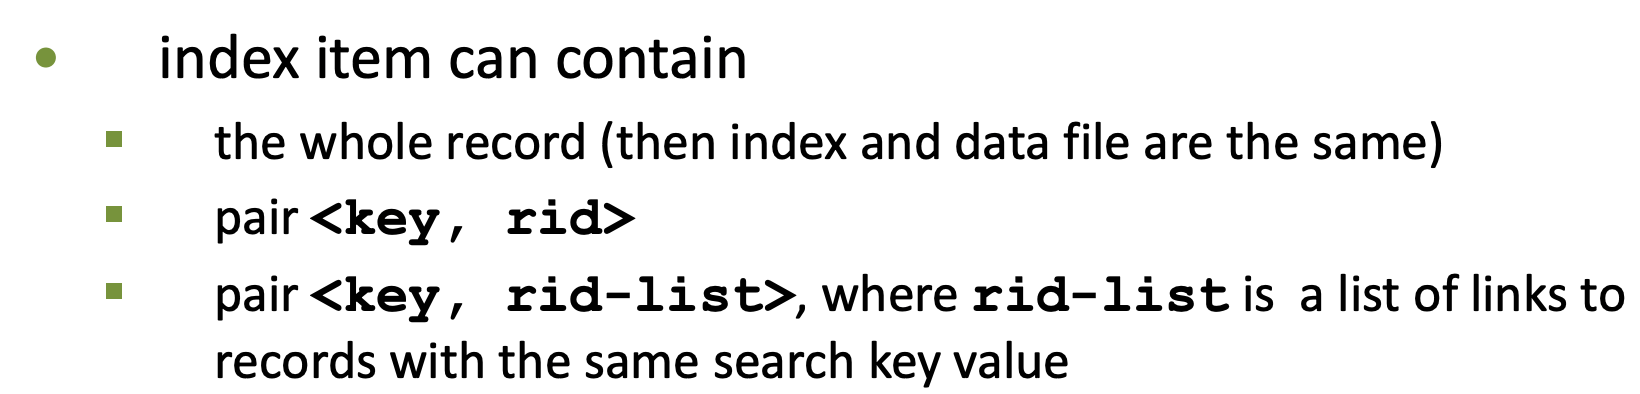 • index item can contain
▪ the whole record (then index and data file are the same)
▪ pair <key, rid>
▪ pair <key, rid-list>, where rid-list is a list of links to
records with the same search key value